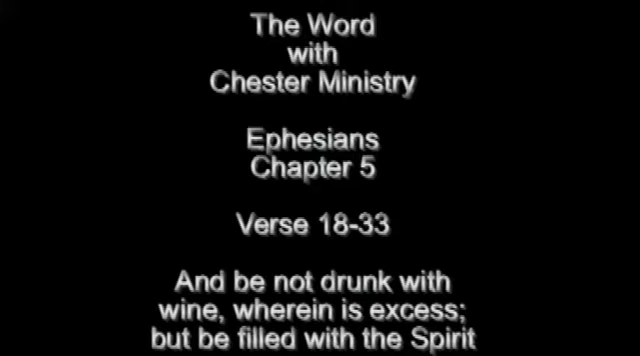 The Word
with
Chester Ministry
Ephesians
Chapter 5
Verse 18-33
And be not drunk with
wine, wherein is excess;
but be filled with the Spirit